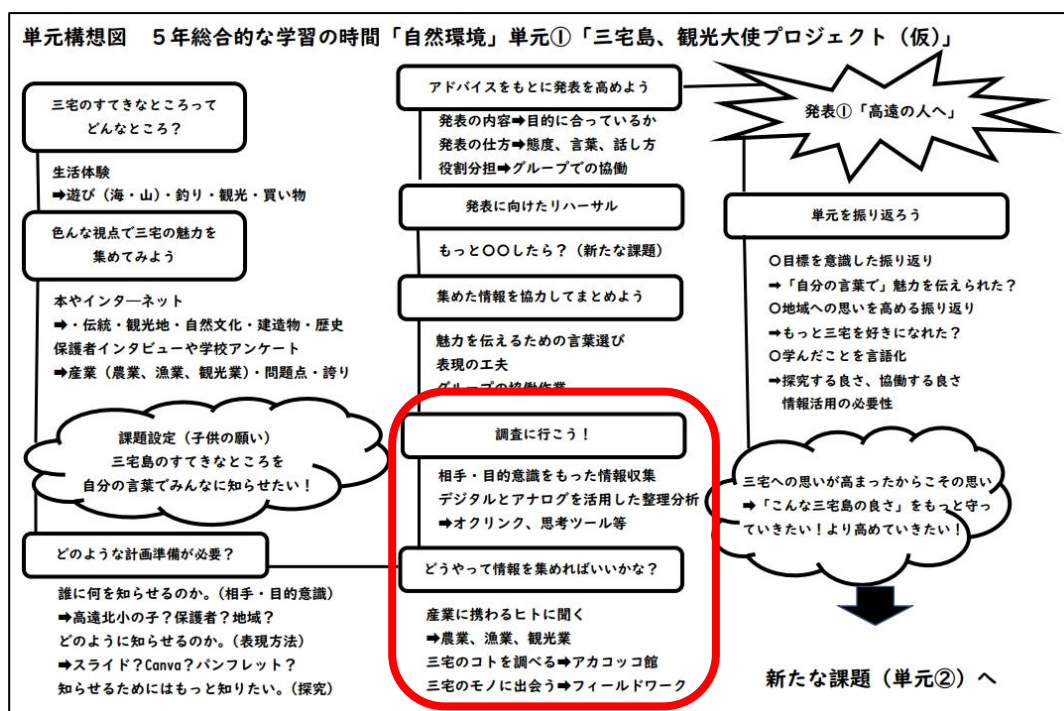 単元構想図　５年総合的な学習の時間「自然環境」単元①「三宅島、観光大使プロジェクト（仮）」
三宅のすてきなところって
どんなところ？
生活体験
➡遊び（海・山）・釣り・観光・買い物
色んな視点で三宅の魅力を
集めてみよう
本やインタ―ネット
➡・伝統・観光地・自然文化・建造物・歴史
保護者インタビューや学校アンケート
➡産業（農業、漁業、観光業）・問題点・誇り
課題設定（子供の願い）
三宅島のすてきなところを
自分の言葉でみんなに知らせたい！
どのような計画準備が必要？
誰に何を知らせるのか。（相手・目的意識）
➡高遠北小の子？保護者？地域？
どのように知らせるのか。（表現方法）
➡スライド？Canva？パンフレット？
知らせるためにはもっと知りたい。（探究）
アドバイスをもとに発表を高めよう
発表の内容➡目的に合っているか
発表の仕方➡態度、言葉、話し方
役割分担➡グループでの協働
発表に向けたリハーサル
もっと〇〇したら？（新たな課題）
集めた情報を協力してまとめよう
魅力を伝えるための言葉選び
表現の工夫
グループの協働作業
調査に行こう！
相手・目的意識をもった情報収集
デジタルとアナログを活用した整理分析
➡オクリンク、思考ツール等
どうやって情報を集めればいいかな？
産業に携わるヒトに聞く
➡農業、漁業、観光業
三宅のコトを調べる➡アカコッコ館
三宅のモノに出会う➡フィールドワーク
発表①「高遠の人へ」
単元を振り返ろう
〇目標を意識した振り返り
➡「自分の言葉で」魅力を伝えられた？
〇地域への思いを高める振り返り
➡もっと三宅を好きになれた？
〇学んだことを言語化
➡探究する良さ、協働する良さ
情報活用の必要性
三宅への思いが高まったからこその思い
➡「こんな三宅島の良さ」をもっと守っ
ていきたい！より高めていきたい！
新たな課題（単元②）へ